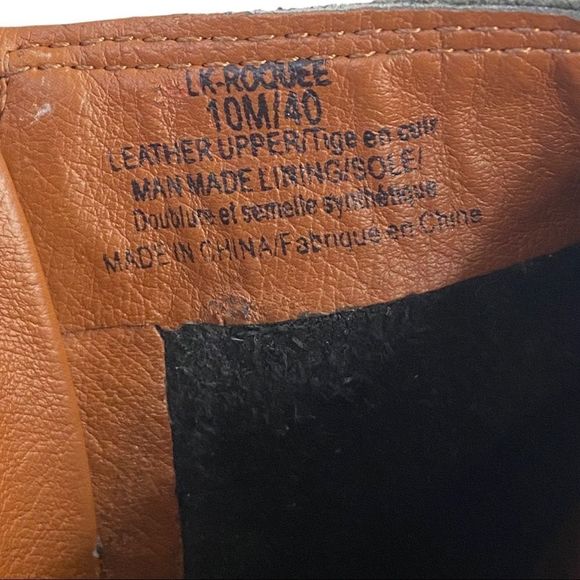 LK-ROQUEE
10M/40
LEATHER UPPER/Tige en cuir
MAN MADE LINING/SOLE/
Doublure et semelle synthétique
MADE IN CHINA/Fabrique en Chine